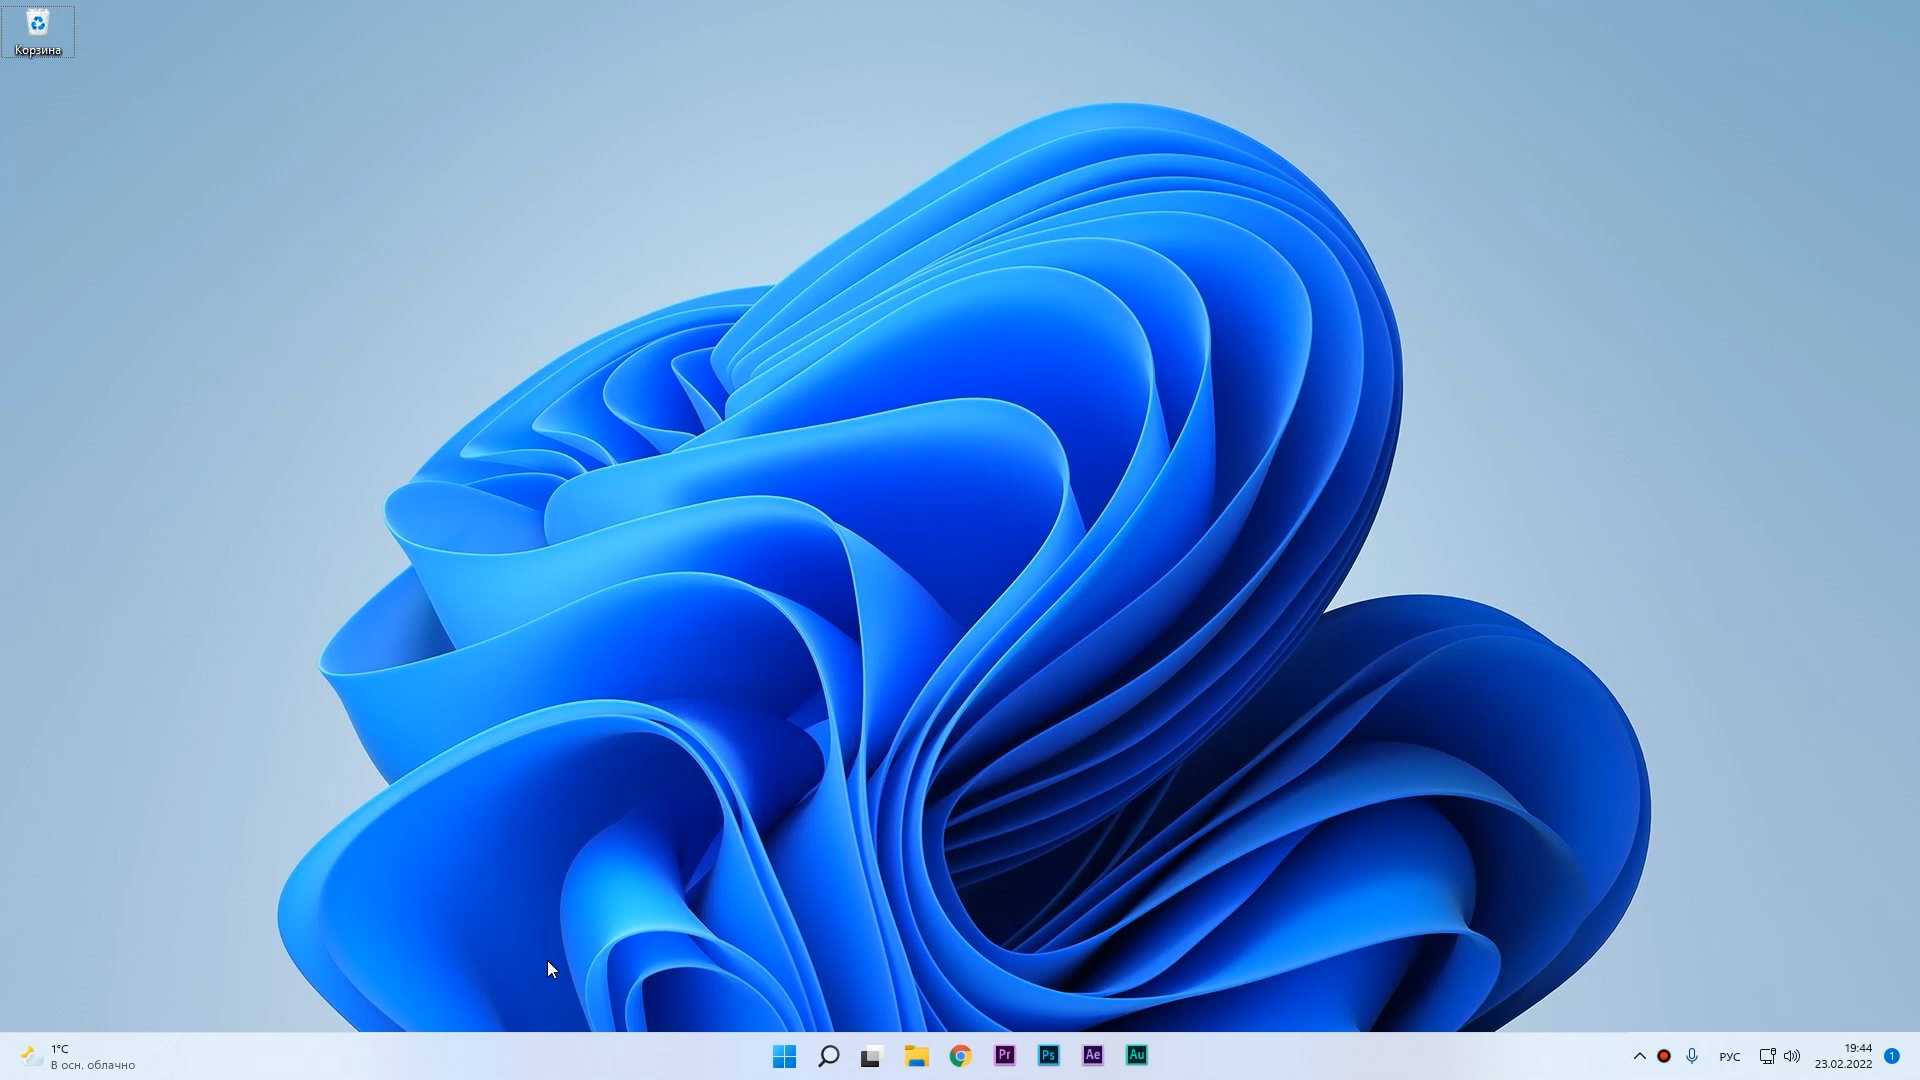 Корзина
1°C
В осн. облачно
Pr
Ps
Ae
Au
РУС
19:44
23.02.2022
1